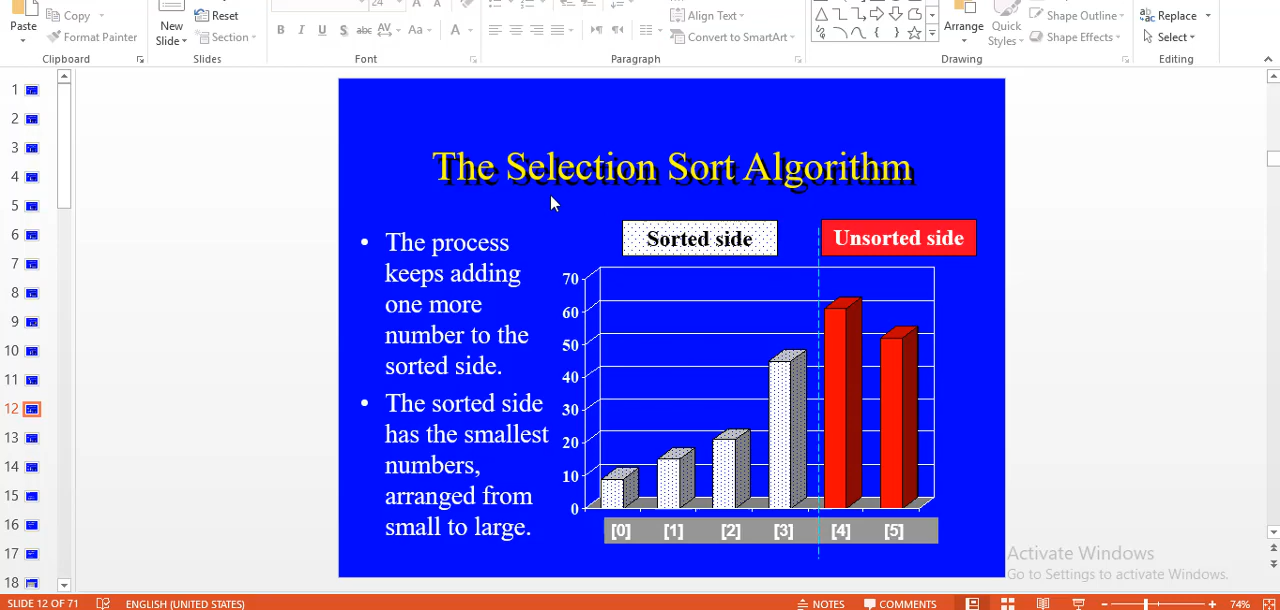 Paste
Copy
Format Painter
Clipboard
New
Slide
Reset
Section
Slides
24
A A
B I U S abc AV Aa A
Font
Align Text
Convert to SmartArt
Paragraph
Arrange
Quick
Styles
Shape Outline
Shape Effects
Drawing
Replace
Select
Editing
1
2
3
4
5
6
7
8
9
10
11
12
13
14
15
16
17
18
The Selection Sort Algorithm
• The process
keeps adding
one more
number to the
sorted side.
• The sorted side
has the smallest
numbers,
arranged from
small to large.
Sorted side
Unsorted side
70
60
50
40
30
20
10
0
[0] [1] [2] [3] [4] [5]
Activate Windows
Go to Settings to activate Windows.
SLIDE 12 OF 71
ENGLISH (UNITED STATES)
NOTES
COMMENTS
74%